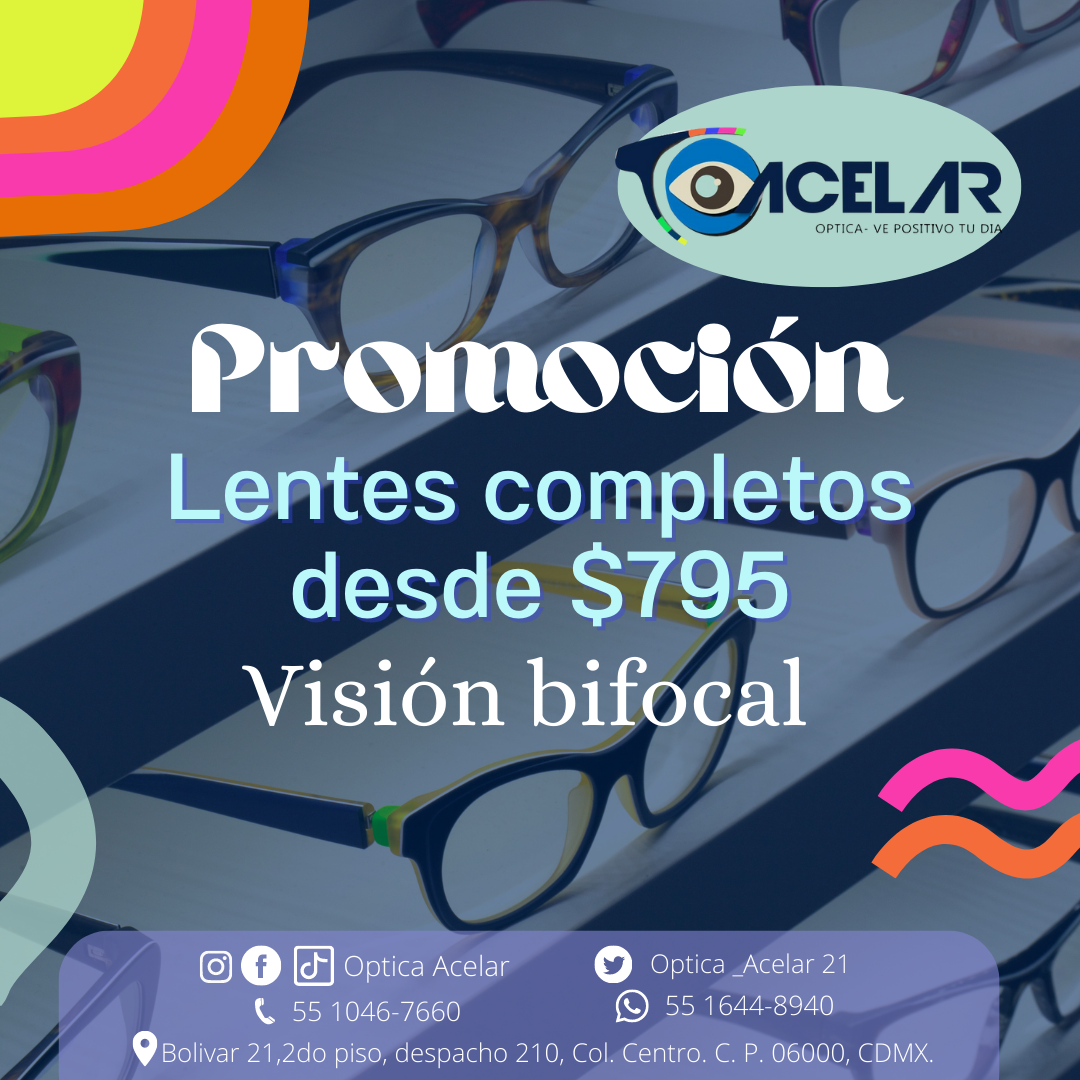 ACELAR
OPTICA- VE POSITIVO TU DIA
Promoción
Lentes completos
desde $795
Visión bifocal
Optica Acelar
Optica _Acelar 21
55 1046-7660
55 1644-8940
Bolivar 21,2do piso, despacho 210, Col. Centro. C. P. 06000, CDMX.